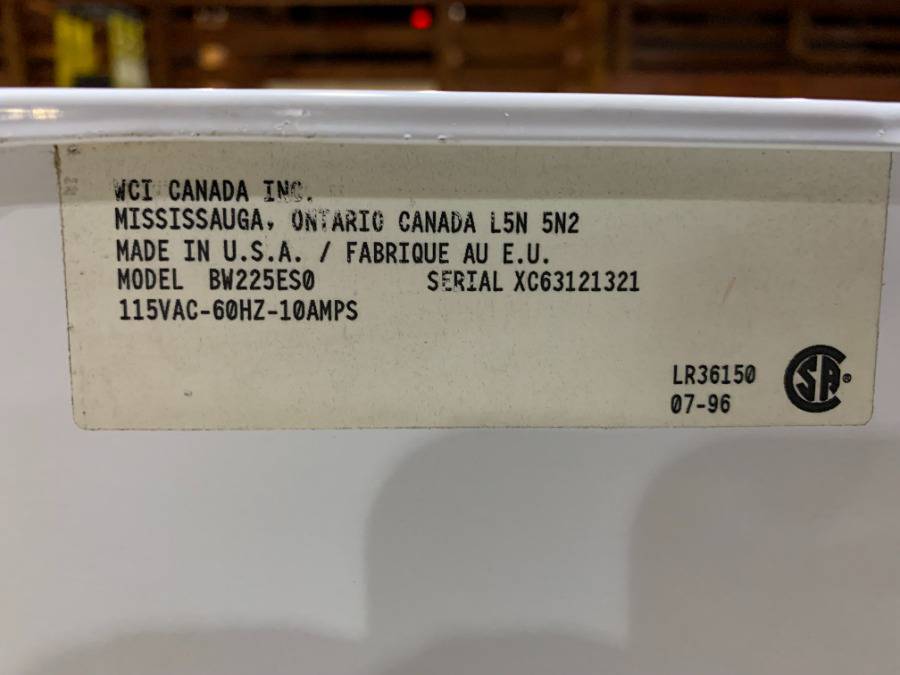 WCI CANADA INC.
MISSISSAUGA, ONTARIO CANADA L5N 5N2
MADE IN U.S.A. / FABRIQUE AU E.U.
MODEL BW225ES0 SERIAL XC63121321
115VAC-60HZ-10AMPS
LR36150
07-96
CSA®